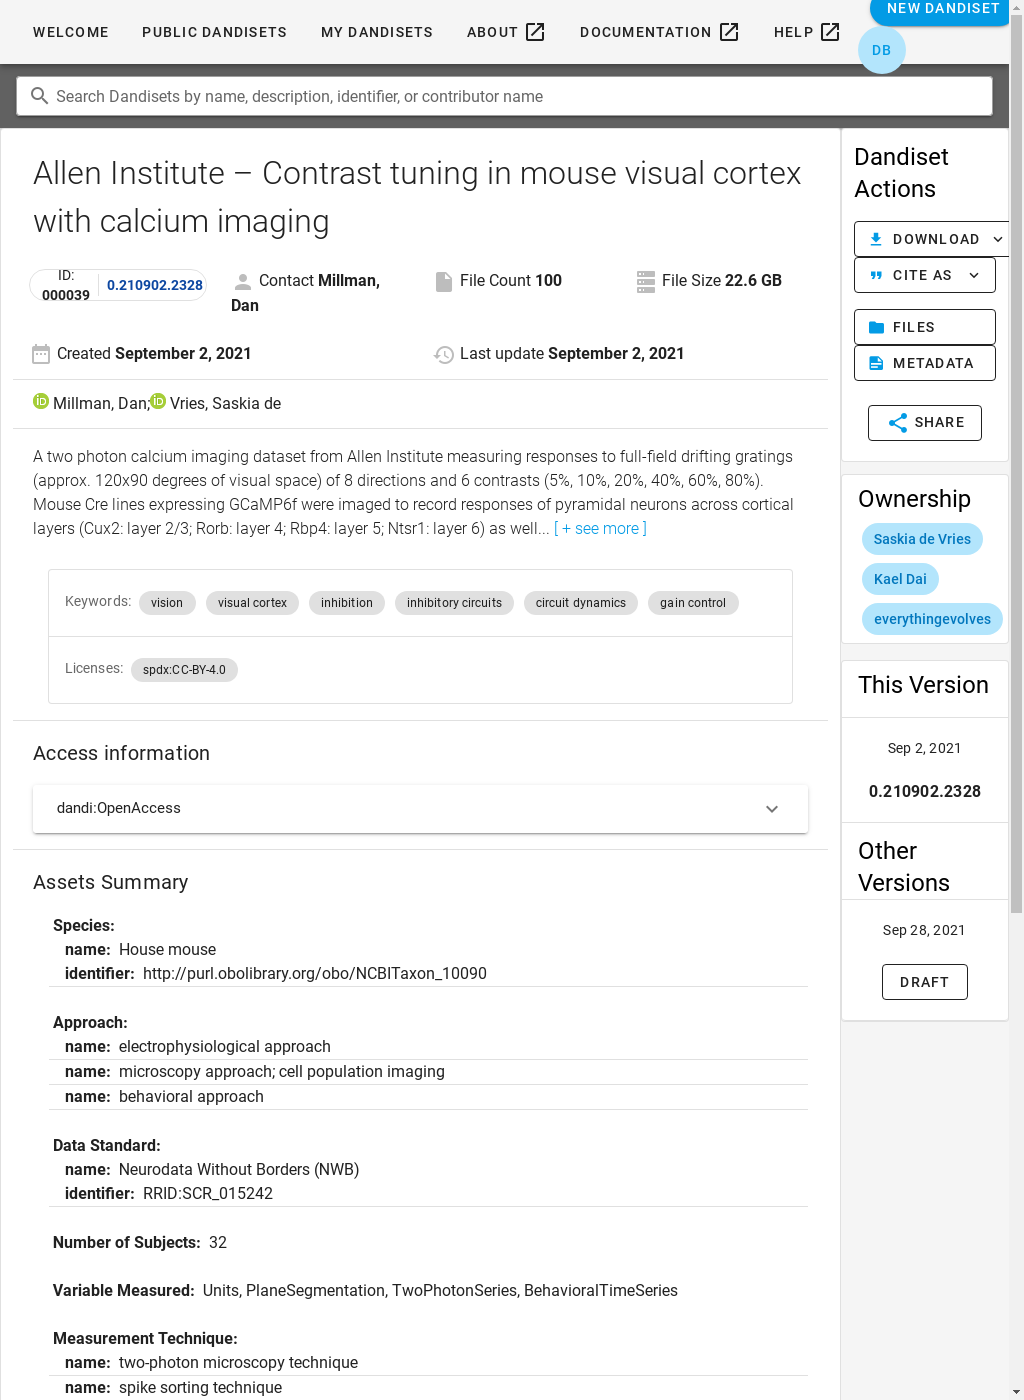 WELCOME PUBLIC DANDISETS MY DANDISETS ABOUT DOCUMENTATION HELP NEW DANDISET
DB
Search Dandisets by name, description, identifier, or contributor name
Allen Institute – Contrast tuning in mouse visual cortex
with calcium imaging
ID:
000039 0.210902.2328
Contact Millman,
Dan
File Count 100
File Size 22.6 GB
Created September 2, 2021
Last update September 2, 2021
Millman, Dan; Vries, Saskia de
A two photon calcium imaging dataset from Allen Institute measuring responses to full-field drifting gratings
(approx. 120x90 degrees of visual space) of 8 directions and 6 contrasts (5%, 10%, 20%, 40%, 60%, 80%).
Mouse Cre lines expressing GCaMP6f were imaged to record responses of pyramidal neurons across cortical
layers (Cux2: layer 2/3; Rorb: layer 4; Rbp4: layer 5; Ntsr1: layer 6) as well... [ + see more ]
Keywords: vision visual cortex inhibition inhibitory circuits circuit dynamics gain control
Licenses: spdx:CC-BY-4.0
Access information
dandi:OpenAccess
Assets Summary
Species:
name: House mouse
identifier: http://purl.obolibrary.org/obo/NCBITaxon_10090
Approach:
name: electrophysiological approach
name: microscopy approach; cell population imaging
name: behavioral approach
Data Standard:
name: Neurodata Without Borders (NWB)
identifier: RRID:SCR_015242
Number of Subjects: 32
Variable Measured: Units, PlaneSegmentation, TwoPhotonSeries, BehavioralTimeSeries
Measurement Technique:
name: two-photon microscopy technique
name: spike sorting technique
Dandiset
Actions
DOWNLOAD
CITE AS
FILES
METADATA
SHARE
Ownership
Saskia de Vries
Kael Dai
everythingevolves
This Version
Sep 2, 2021
0.210902.2328
Other
Versions
Sep 28, 2021
DRAFT